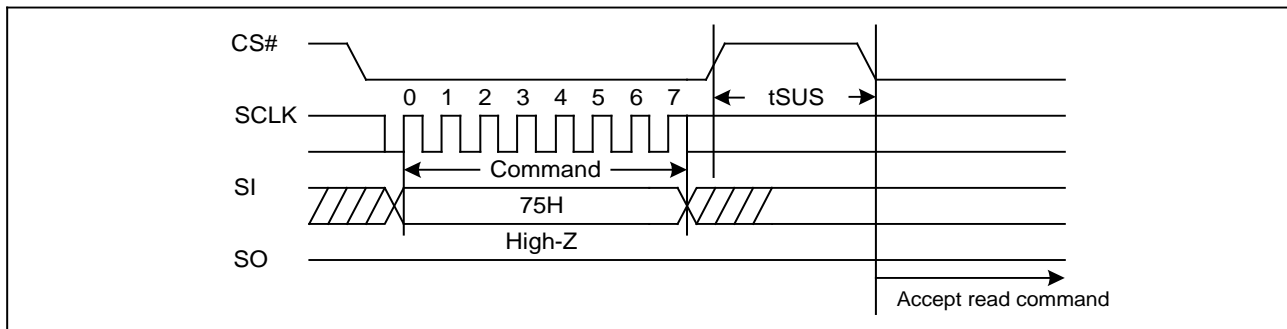 CS#
tSUS
0 1 2 3 4 5 6 7
SCLK
Command
SI
75H
High-Z
SO
Accept read command